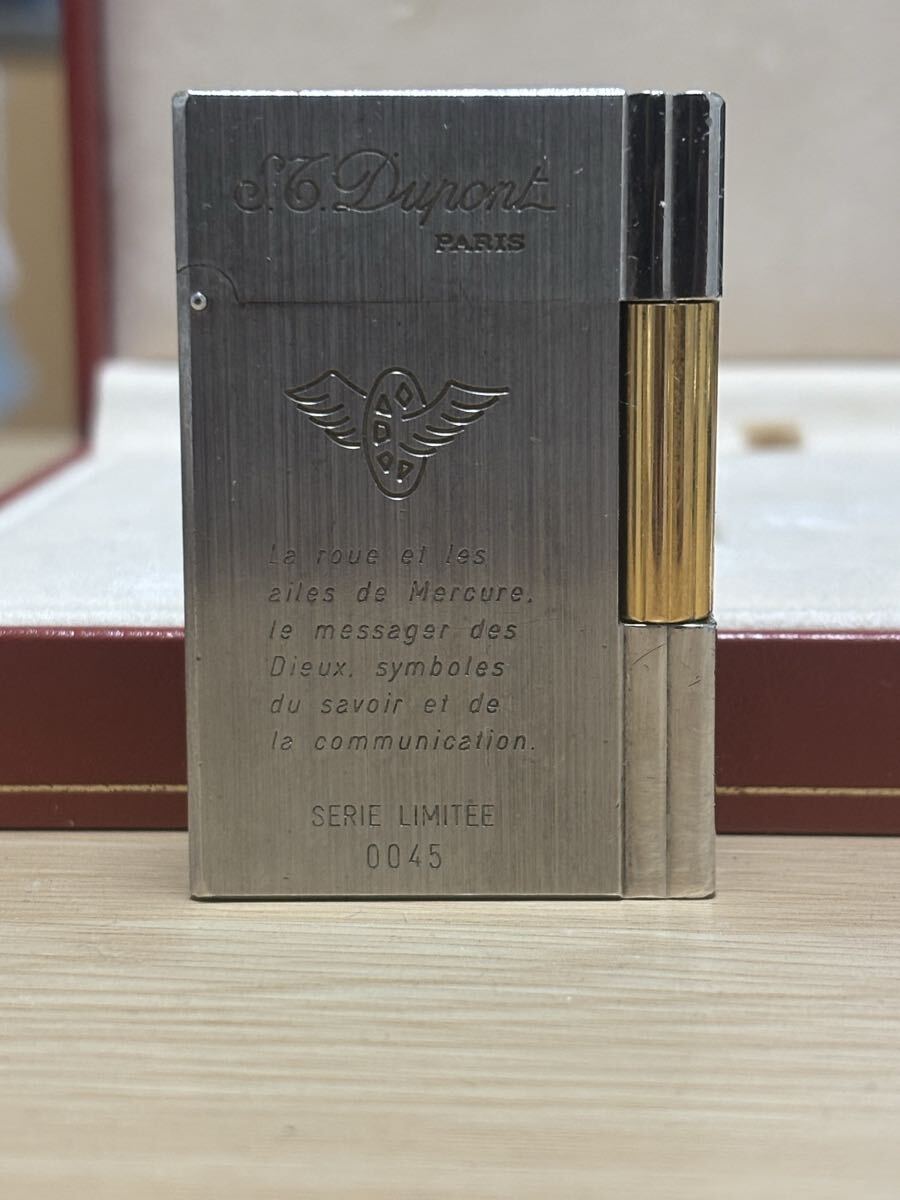 S.T. Dupont
PARIS
La roue et les
ailes de Mercure,
le messager des
Dieux, symboles
du savoir et de
la communication.
SERIE LIMITÉE
0045